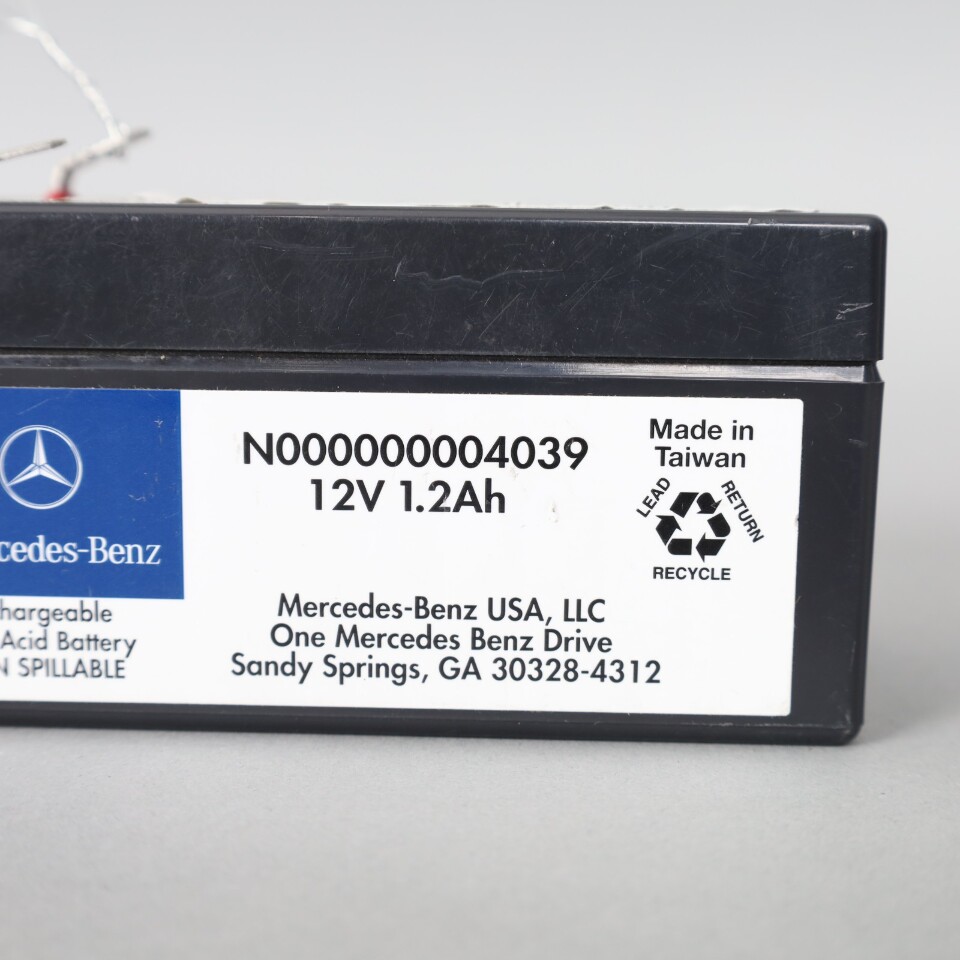 N000000004039
12V 1.2Ah
Made in
Taiwan
LEAD
RETURN
RECYCLE
cedes-Benz
hargeable
Acid Battery
N SPILLABLE
Mercedes-Benz USA, LLC
One Mercedes Benz Drive
Sandy Springs, GA 30328-4312